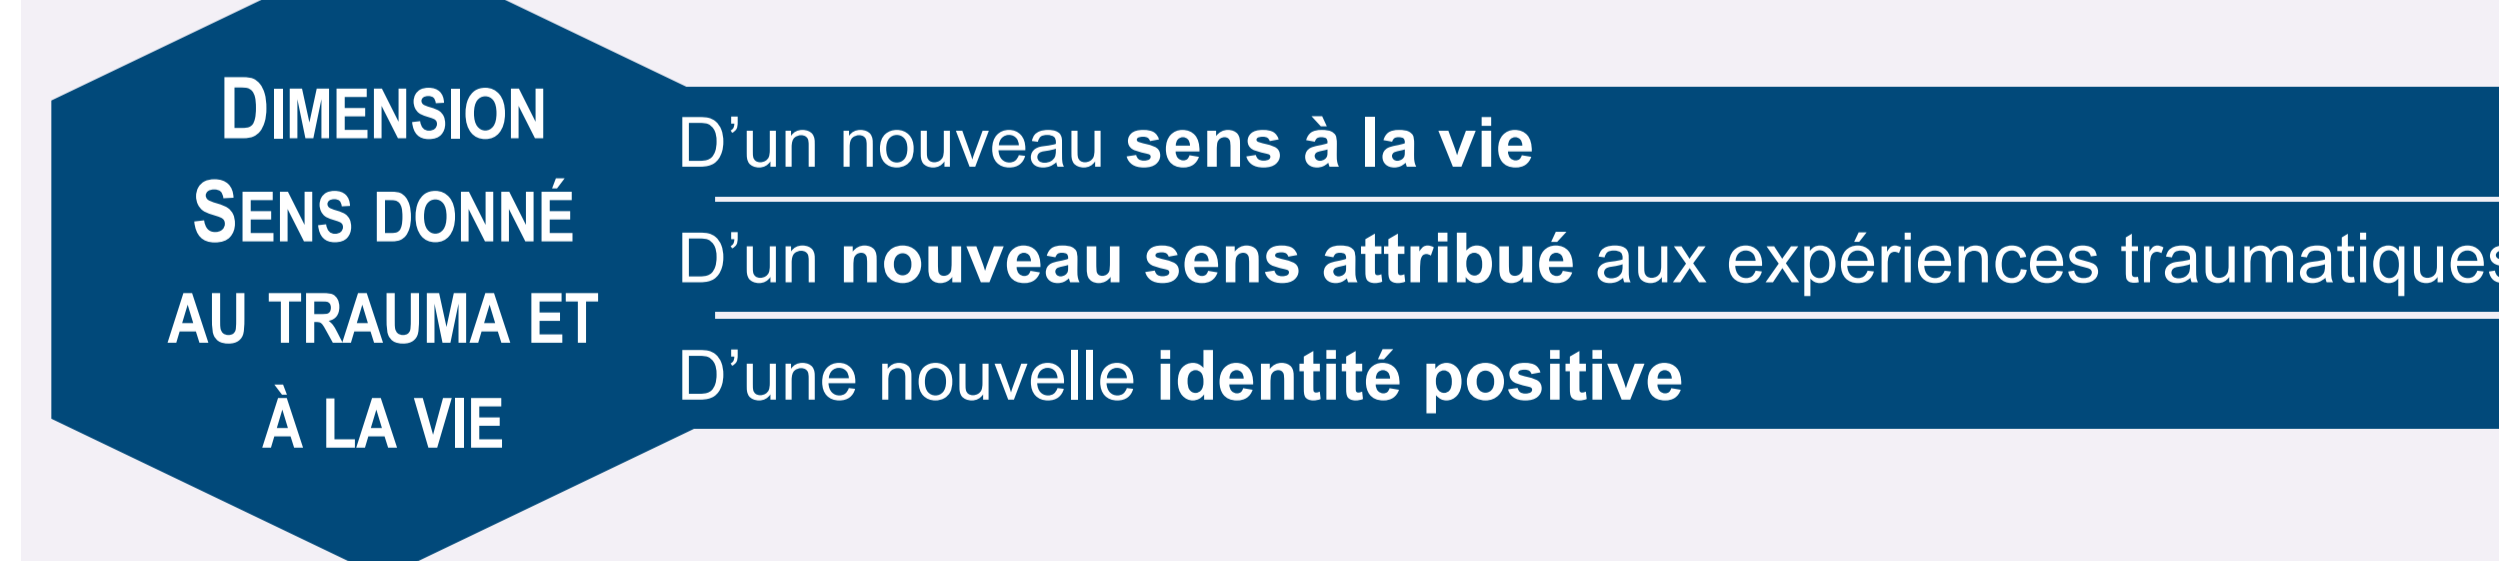 DIMENSION
SENS DONNÉ
AU TRAUMA ET
À LA VIE
D’un nouveau sens à la vie
D’un nouveau sens attribué aux expériences traumatiques
D’une nouvelle identité positive